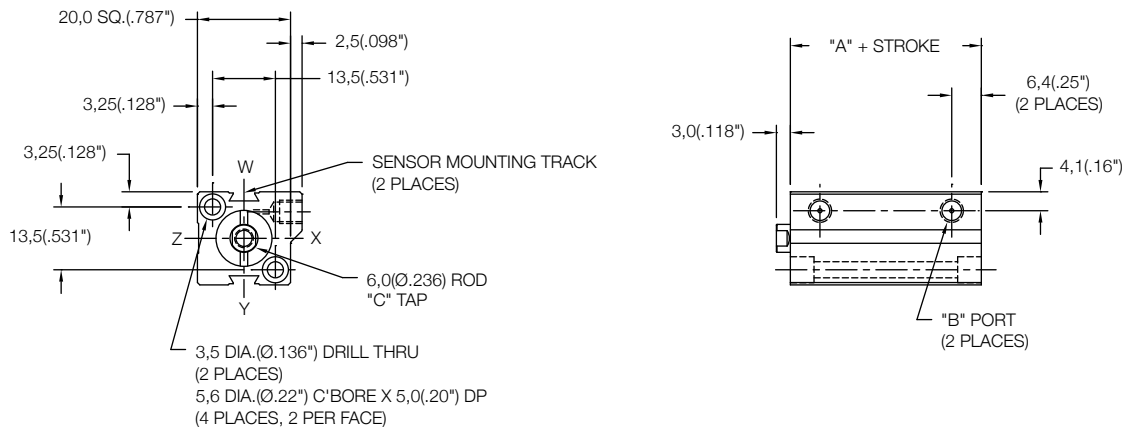 20,0 SQ.(.787")
2,5(.098")
13,5(.531")
3,25(.128")
3,25(.128")
13,5(.531")
W
Z
X
Y
SENSOR MOUNTING TRACK
(2 PLACES)
6,0(Ø.236) ROD
"C" TAP
3,5 DIA.(Ø.136") DRILL THRU
(2 PLACES)
5,6 DIA.(Ø.22") C'BORE X 5,0(.20") DP
(4 PLACES, 2 PER FACE)
"A" + STROKE
6,4(.25")
(2 PLACES)
3,0(.118")
4,1(.16")
"B" PORT
(2 PLACES)